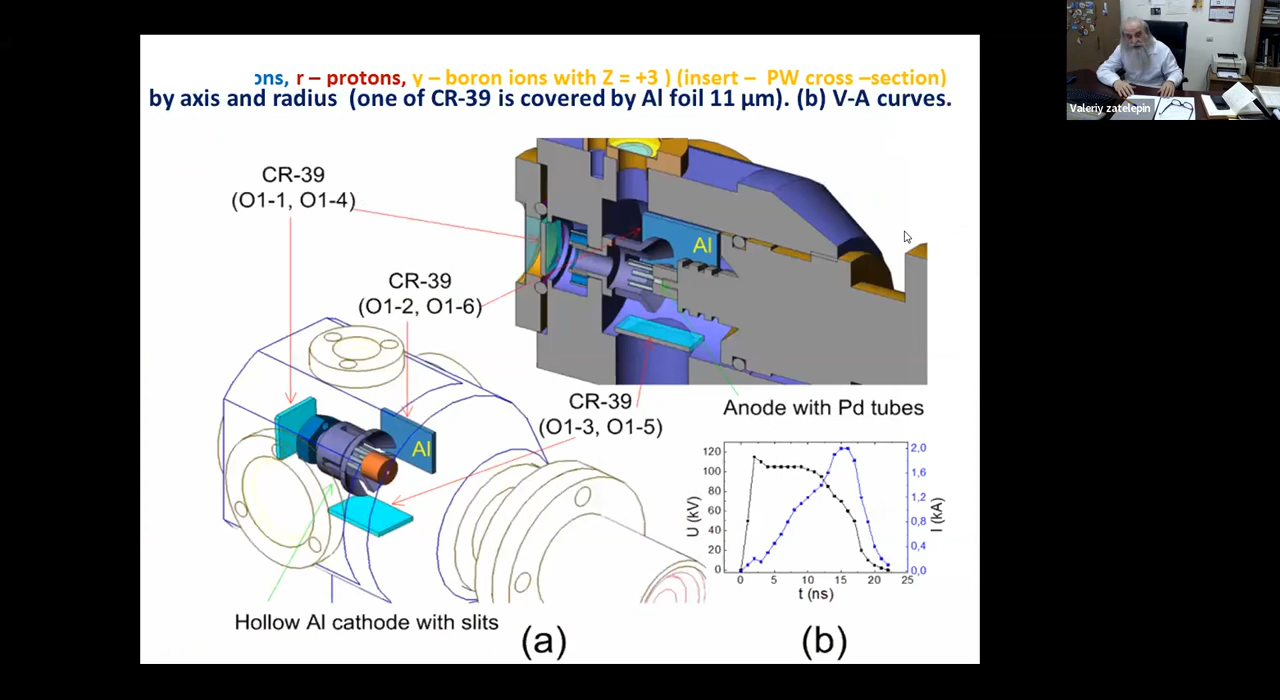 ons, r – protons, y – boron ions with Z = +3 ) (insert – PW cross –section)
by axis and radius (one of CR-39 is covered by Al foil 11 µm). (b) V-A curves.
Valeriy zatelepin
CR-39
(O1-1, O1-4)
Al
CR-39
(O1-2, O1-6)
CR-39
(O1-3, O1-5)
Anode with Pd tubes
Al
Hollow Al cathode with slits
(a)
120
100
80
60
40
20
0
U (kV)
2,0
1,6
1,2
0,8
0,4
0,0
I (kA)
0 5 10 15 20 25
t (ns)
(b)